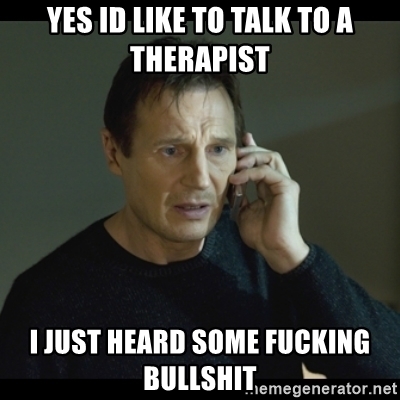 YES ID LIKE TO TALK TO A
THERAPIST
I JUST HEARD SOME FUCKING
BULLSHIT
memegenerator.net